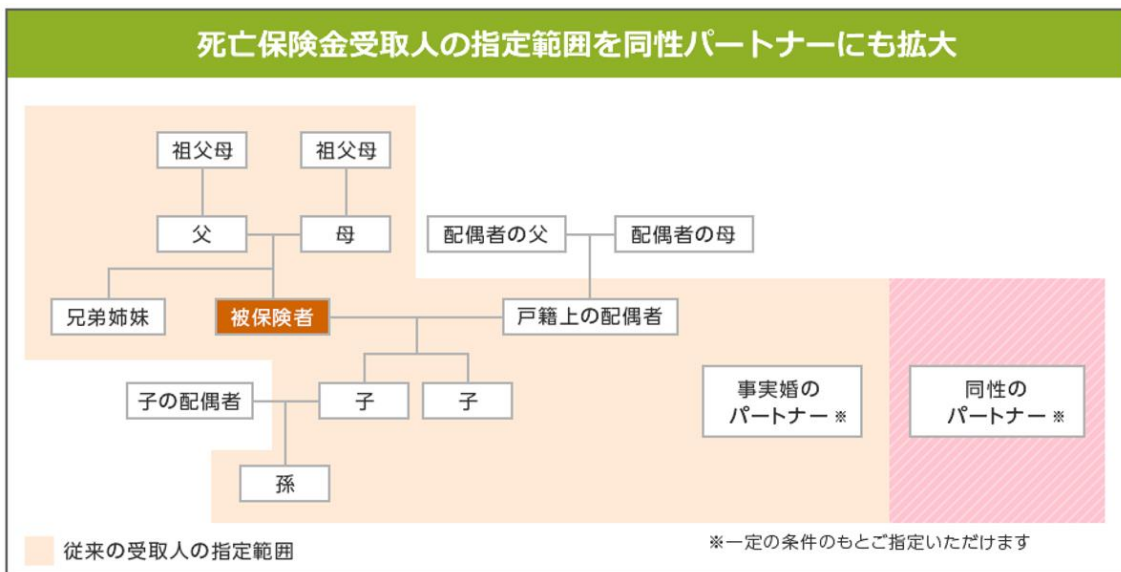 死亡保険金受取人の指定範囲を同性パートナーにも拡大
祖父母
祖父母
父
母
配偶者の父
配偶者の母
兄弟姉妹
被保険者
戸籍上の配偶者
子の配偶者
子
子
事実婚の
パートナー※
同性の
パートナー※
孫
従来の受取人の指定範囲
※一定の条件のもとご指定いただけます